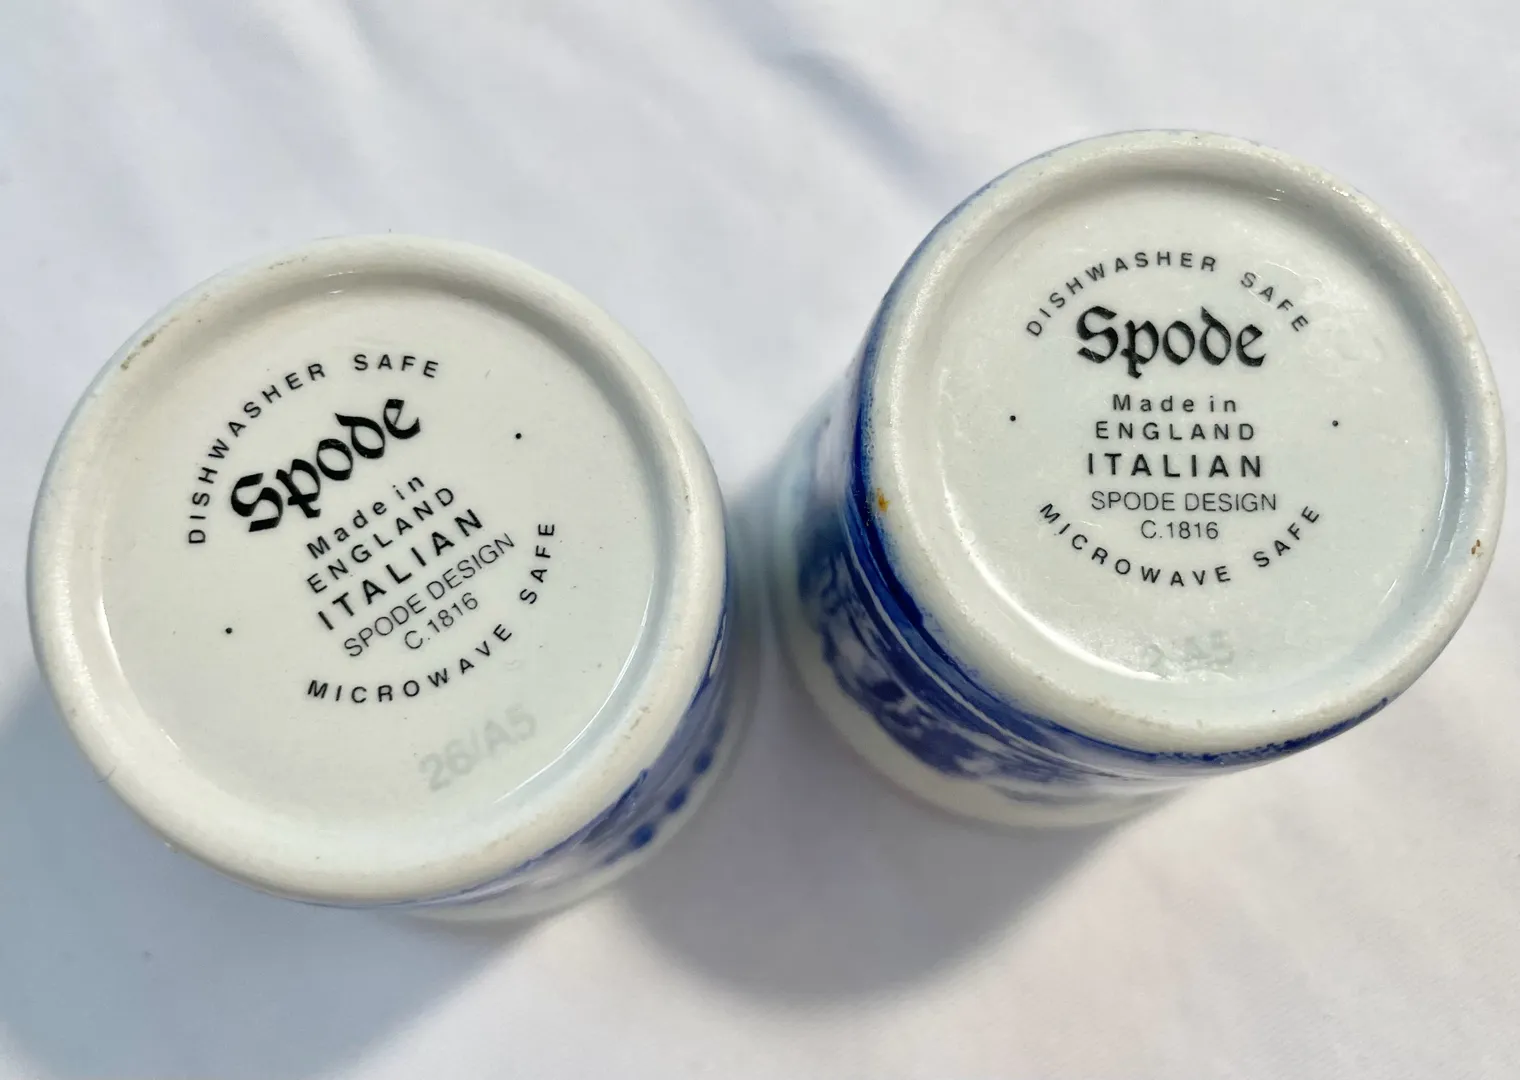 DISHWASHER SAFE
Spode
Made in
ENGLAND
ITALIAN
SPODE DESIGN
C.1816
MICROWAVE SAFE
26/A5
DISHWASHER SAFE
Spode
Made in
ENGLAND
ITALIAN
SPODE DESIGN
C.1816
MICROWAVE SAFE
A5